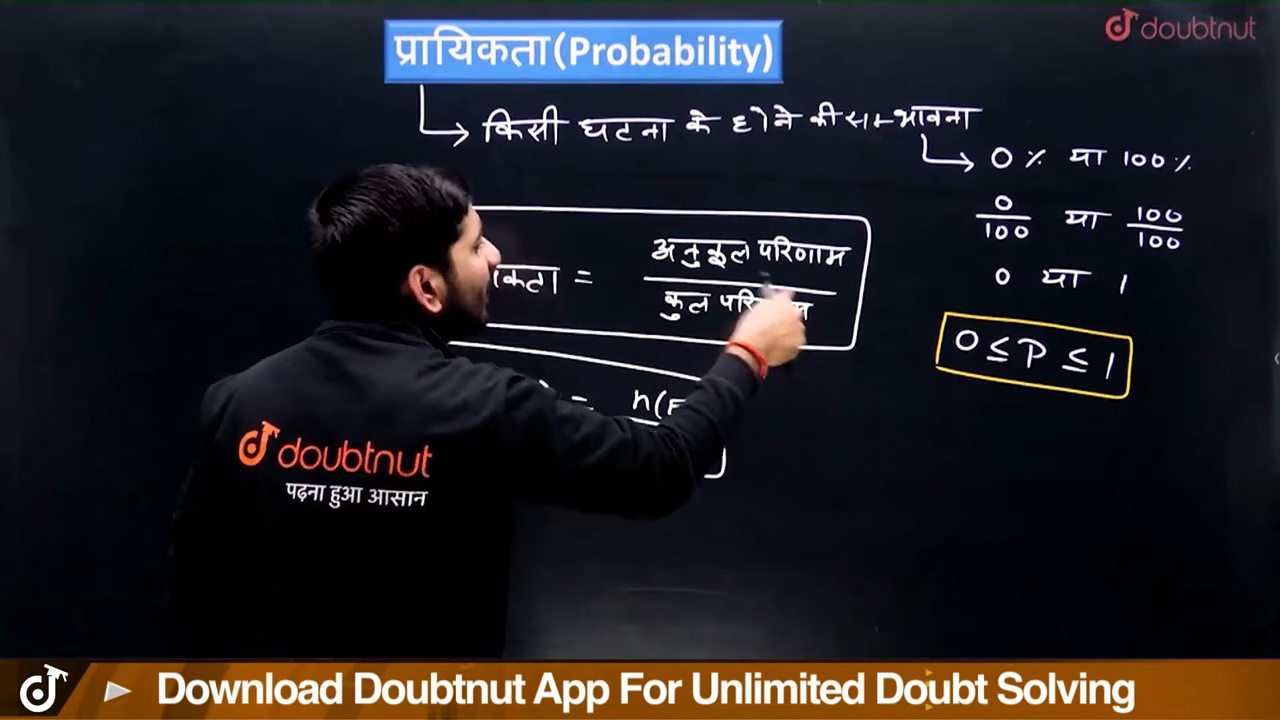 doubtnut
प्रायिकता (Probability)
किसी घटना के होने की सम्भावना
0% या 100%
0/100 या 100/100
0 या 1
0 ≤ P ≤ 1
अनुकूल परिणाम
=
कुल
= n(
doubtnut
पढ़ना हुआ आसान
Download Doubtnut App For Unlimited Doubt Solving